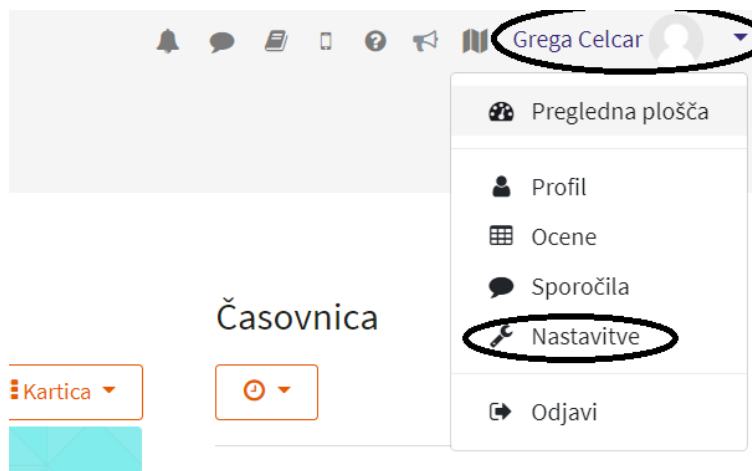 Grega Celcar
Pregledna plošča
Profil
Ocene
Sporočila
Časovnica
Nastavitve
Kartica
Odjavi